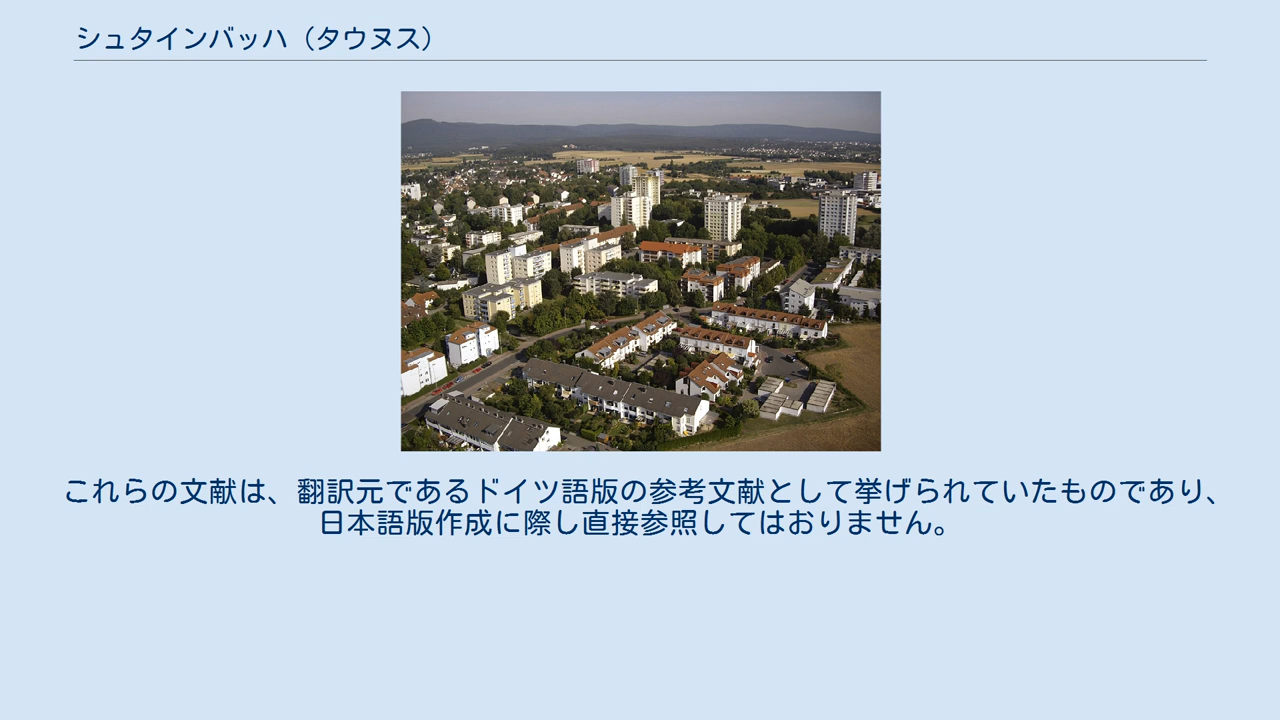 シュタインバッハ（タウヌス）
これらの文献は、翻訳元であるドイツ語版の参考文献として挙げられていたものであり、
日本語版作成に際し直接参照してはおりません。